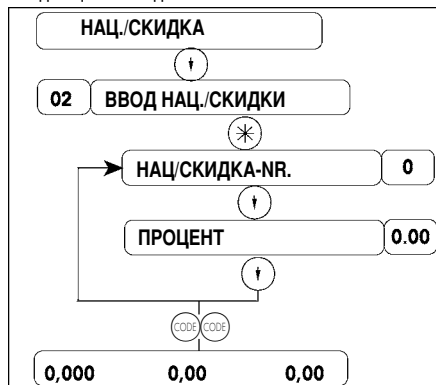 НАЦ./СКИДКА
02 ВВОД НАЦ./СКИДКИ
НАЦ/СКИДКА-NR. 0
ПРОЦЕНТ 0.00
CODE CODE
0,000 0,00 0,00